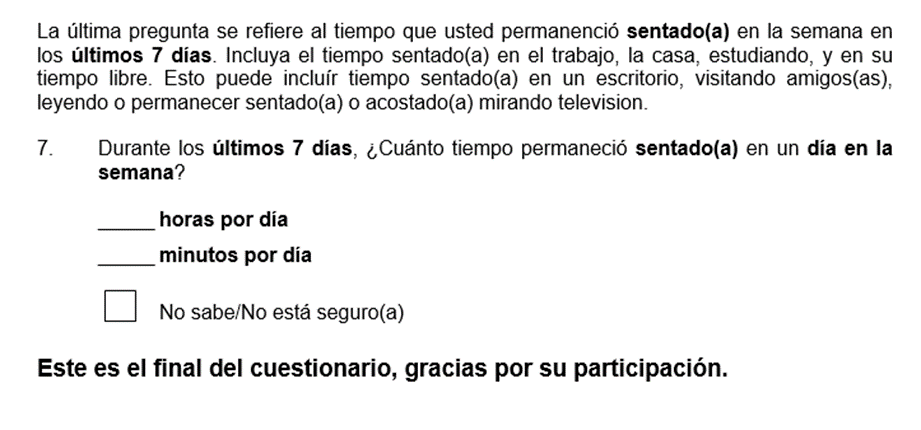 La última pregunta se refiere al tiempo que usted permanenció sentado(a) en la semana en
los últimos 7 días. Incluya el tiempo sentado(a) en el trabajo, la casa, estudiando, y en su
tiempo libre. Esto puede incluír tiempo sentado(a) en un escritorio, visitando amigos(as),
leyendo o permanecer sentado(a) o acostado(a) mirando television.
7. Durante los últimos 7 días, ¿Cuánto tiempo permaneció sentado(a) en un día en la
semana?
_____ horas por día
_____ minutos por día
No sabe/No está seguro(a)
Este es el final del cuestionario, gracias por su participación.